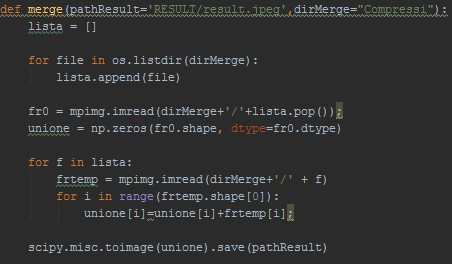 def merge(pathResult='RESULT/result.jpeg',dirMerge="Compressi"):
    lista = []
    for file in os.listdir(dirMerge):
        lista.append(file)
    fr0 = mpimg.imread(dirMerge+'/'+lista.pop());
    unione = np.zeros(fr0.shape, dtype=fr0.dtype)
    for f in lista:
        frtemp = mpimg.imread(dirMerge+'/' + f)
        for i in range(frtemp.shape[0]):
            unione[i]=unione[i]+frtemp[i];
    scipy.misc.toimage(unione).save(pathResult)